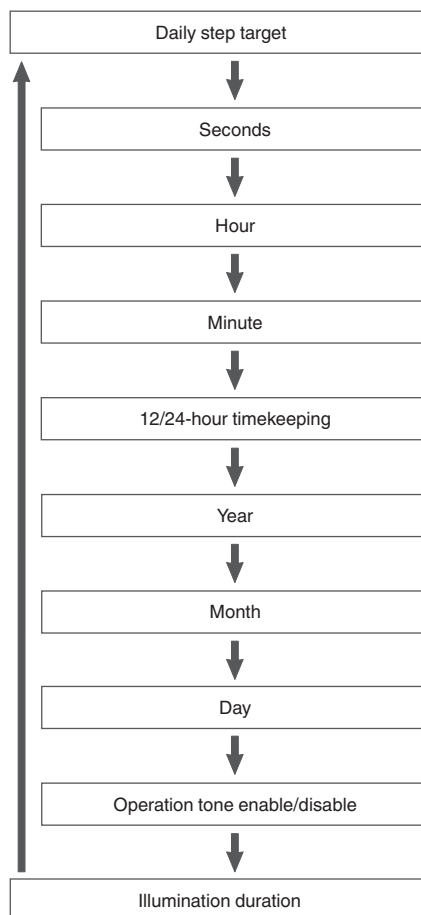 Daily step target
Seconds
Hour
Minute
12/24-hour timekeeping
Year
Month
Day
Operation tone enable/disable
Illumination duration